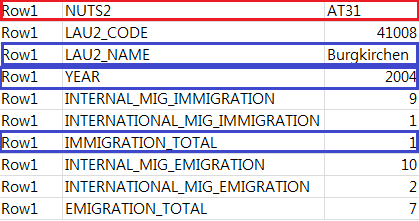 Row1 NUTS2 AT31
Row1 LAU2_CODE 41008
Row1 LAU2_NAME Burgkirchen
Row1 YEAR 2004
Row1 INTERNAL_MIG_IMMIGRATION 9
Row1 INTERNATIONAL_MIG_IMMIGRATION 1
Row1 IMMIGRATION_TOTAL 1
Row1 INTERNAL_MIG_EMIGRATION 10
Row1 INTERNATIONAL_MIG_EMIGRATION 2
Row1 EMIGRATION_TOTAL 7